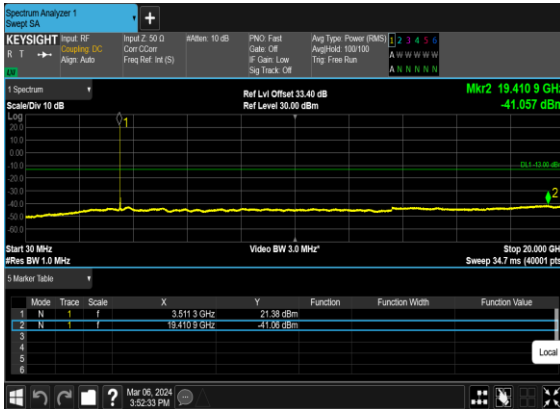 Spectrum Analyzer 1
Swept SA
+
KEYSIGHT Input: RF Input Z: 50 Ω #Atten: 10 dB PNO: Fast Avg Type: Power (RMS) 1 2 3 4 5 6
R T Coupling: DC Corr CCorr Gate: Off Avg|Hold: 100/100 A W W W W W
Align: Auto Freq Ref: Int (S) IF Gain: Low Trig: Free Run
Sig Track: Off A N N N N N
LXI
1 Spectrum Ref Lvl Offset 33.40 dB Mkr2 19.410 9 GHz
Scale/Div 10 dB Ref Level 30.00 dBm -41.057 dBm
Log
20.0
10.0
0.00
-10.0
-20.0
-30.0
-40.0
-50.0
-60.0
1
DL1 -13.00 dBm
2
Start 30 MHz Video BW 3.0 MHz* Stop 20.000 GHz
#Res BW 1.0 MHz Sweep 34.7 ms (40001 pts)
5 Marker Table
Mode Trace Scale X Y Function Function Width Function Value
1 N 1 f 3.511 3 GHz 21.38 dBm
2 N 1 f 19.410 9 GHz -41.06 dBm
3
4
5
6
Local
? Mar 06, 2024
3:52:33 PM